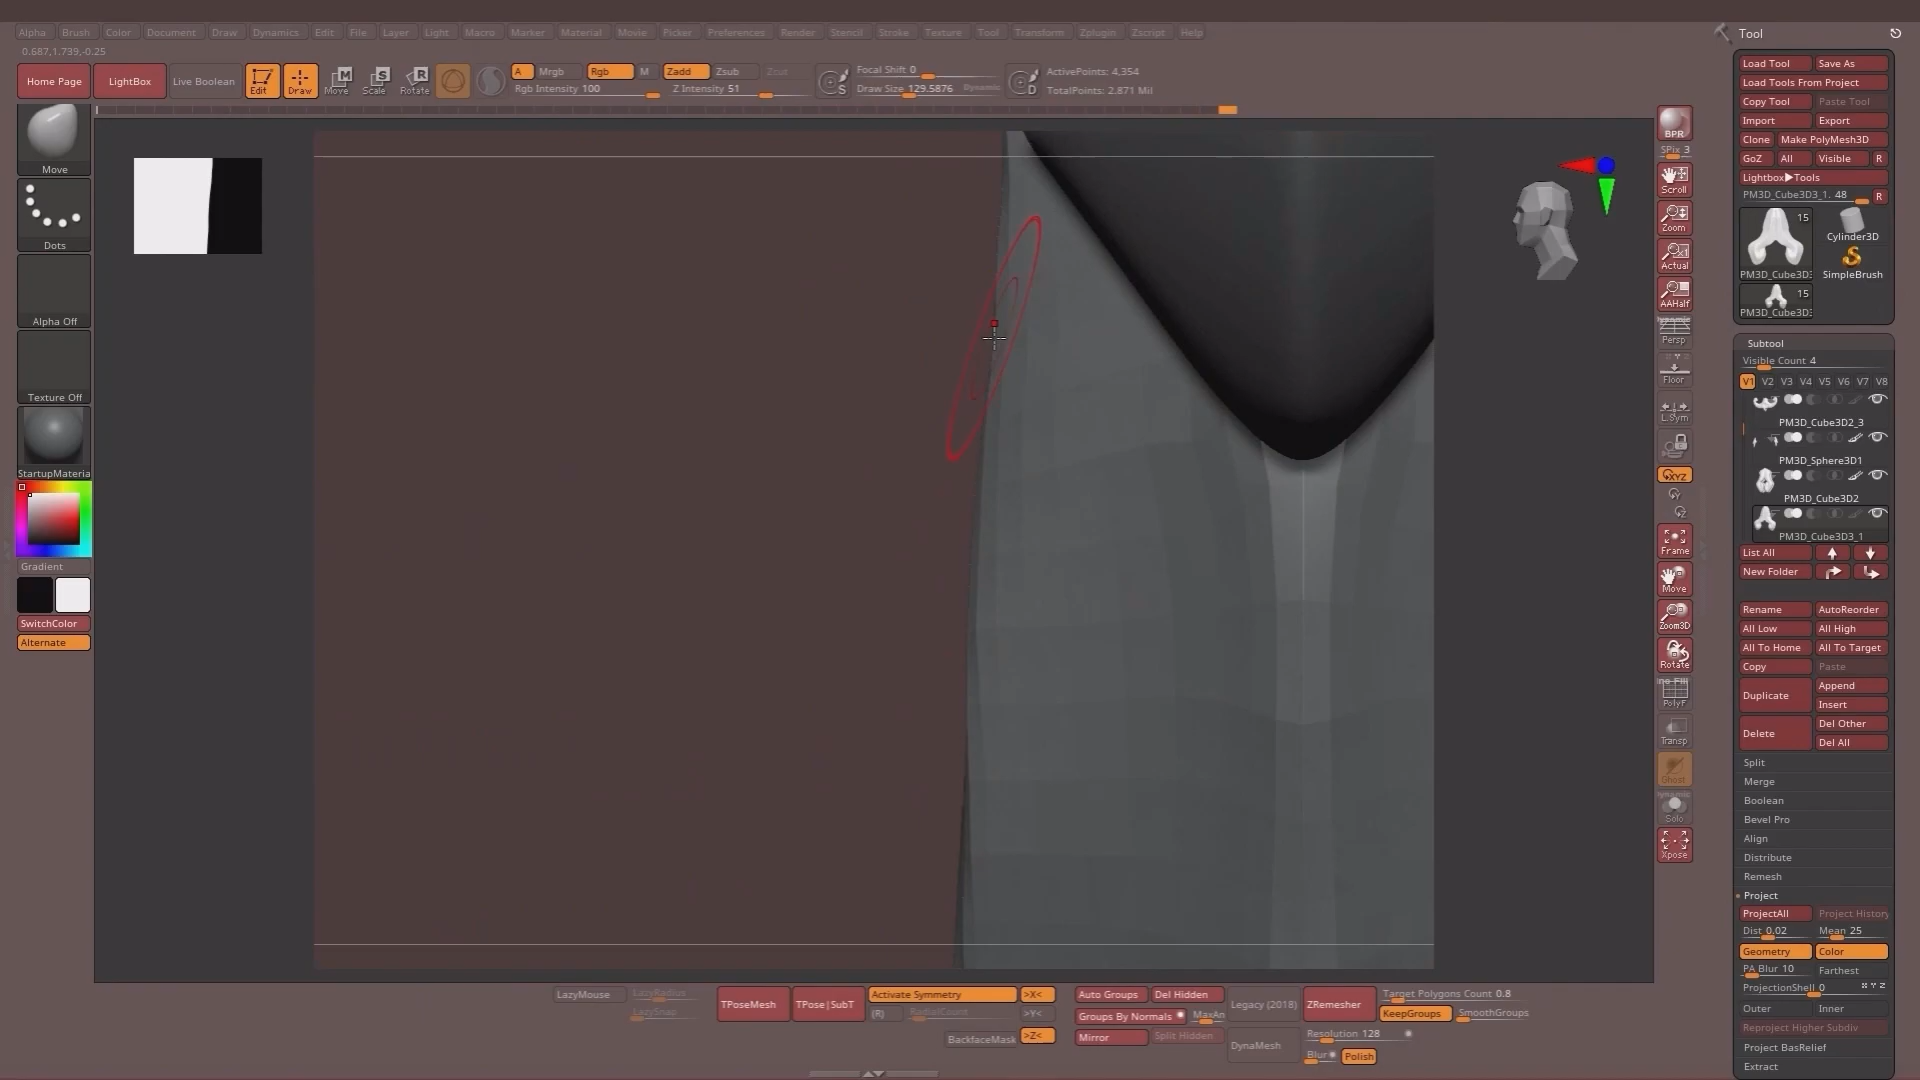 Alpha Brush Color Document Draw Dynamics Edit File Layer Light Macro Marker Material Movie Picker Preferences Render Stencil Stroke Texture Tool Transform Zplugin Zscript Help
Tool
0.687,1.739,-0.25
Home Page LightBox Live Boolean Edit Draw Move Scale Rotate
A Mrgb Rgb M Zadd Zsub Zcut
Rgb Intensity 100 Z Intensity 51
Focal Shift 0
Draw Size 129.5876 Dynamic
ActivePoints: 4,354
TotalPoints: 2.871 Mil
Move
Dots
Alpha Off
Texture Off
StartupMateria
Gradient
SwitchColor
Alternate
BPR
SPix 3
Scroll
Zoom
Actual
AAHalf
Dynamic
Persp
Floor
L.Sym
XYZ
Frame
Move
Zoom3D
Rotate
PolyF
Transp
Ghost
Dynamic
Solo
Xpose
Load Tool Save As
Load Tools From Project
Copy Tool Paste Tool
Import Export
Clone Make PolyMesh3D
GoZ All Visible R
Lightbox▶Tools
PM3D_Cube3D3_1. 48 R
15
Cylinder3D
PM3D_Cube3D3 SimpleBrush
15
PM3D_Cube3D3
Subtool
Visible Count 4
V1 V2 V3 V4 V5 V6 V7 V8
PM3D_Cube3D2_3
PM3D_Sphere3D1
PM3D_Cube3D2
PM3D_Cube3D3_1
List All
New Folder
Rename AutoReorder
All Low All High
All To Home All To Target
Copy Paste
Duplicate Append
Insert
Delete Del Other
Del All
Split
Merge
Boolean
Bevel Pro
Align
Distribute
Remesh
Project
ProjectAll Project History
Dist 0.02 Mean 25
Geometry Color
PA Blur 10 Farthest
ProjectionShell 0 X Y Z
Outer Inner
Reproject Higher Subdiv
Project BasRelief
Extract
LazyMouse LazyRadius
LazySnap
TPoseMesh TPose|SubT
Activate Symmetry >X<
(R) RadialCount >Y<
BackfaceMask >Z<
Auto Groups Del Hidden
Groups By Normals MaxAn
Mirror Split Hidden
Legacy (2018)
DynaMesh
ZRemesher
Target Polygons Count 0.8
KeepGroups SmoothGroups
Resolution 128
Blur Polish